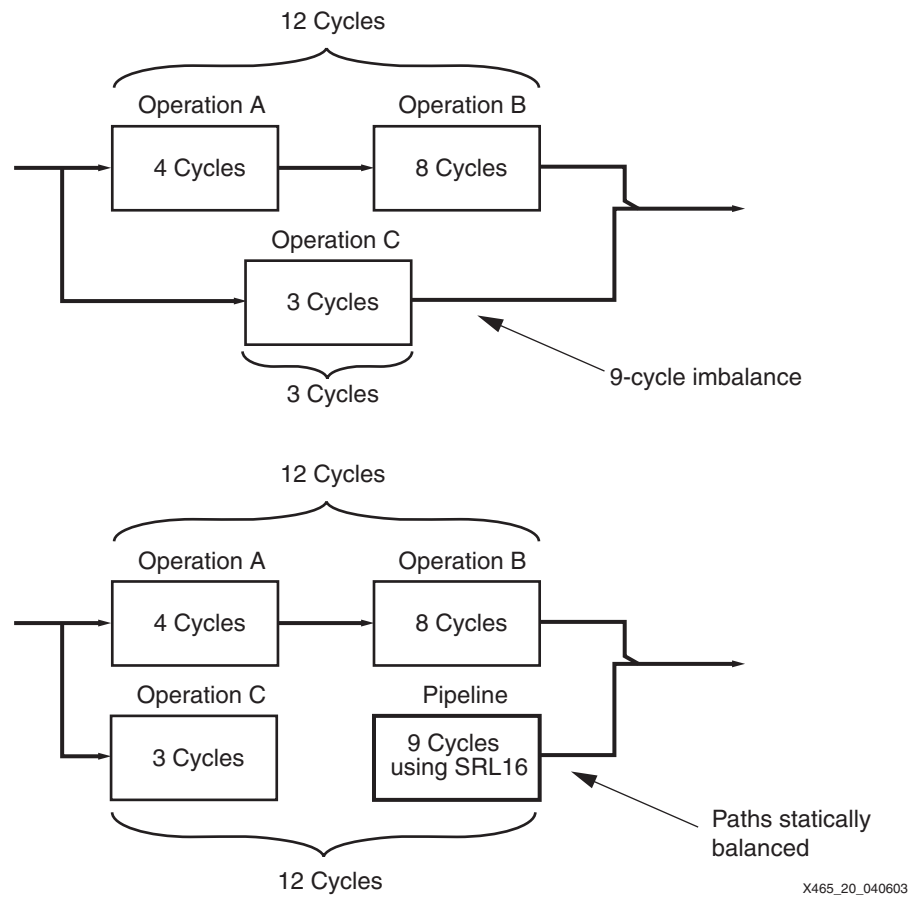 12 Cycles
Operation A
Operation B
4 Cycles
8 Cycles
Operation C
3 Cycles
3 Cycles
9-cycle imbalance
12 Cycles
Operation A
Operation B
4 Cycles
8 Cycles
Operation C
Pipeline
3 Cycles
9 Cycles
using SRL16
Paths statically
balanced
12 Cycles
X465_20_040603